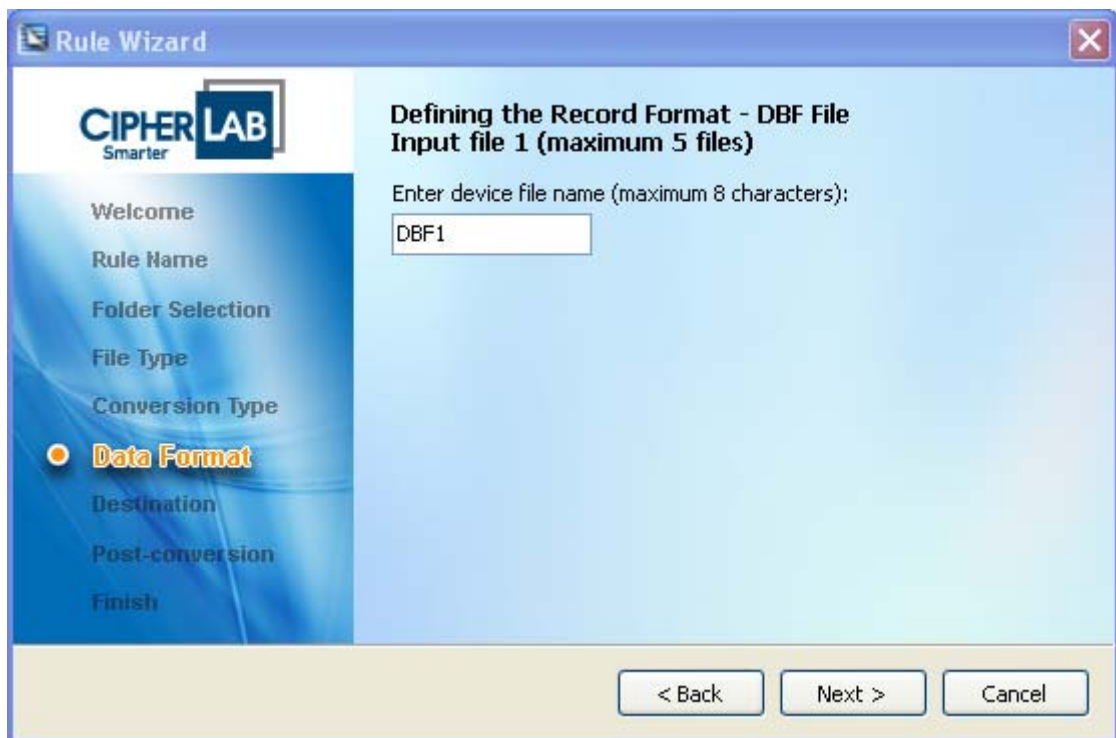 Rule Wizard
CIPHER LAB
Smarter
Welcome
Rule Name
Folder Selection
File Type
Conversion Type
Data Format
Destination
Post-conversion
Finish
Defining the Record Format - DBF File
Input file 1 (maximum 5 files)
Enter device file name (maximum 8 characters):
DBF1
< Back
Next >
Cancel